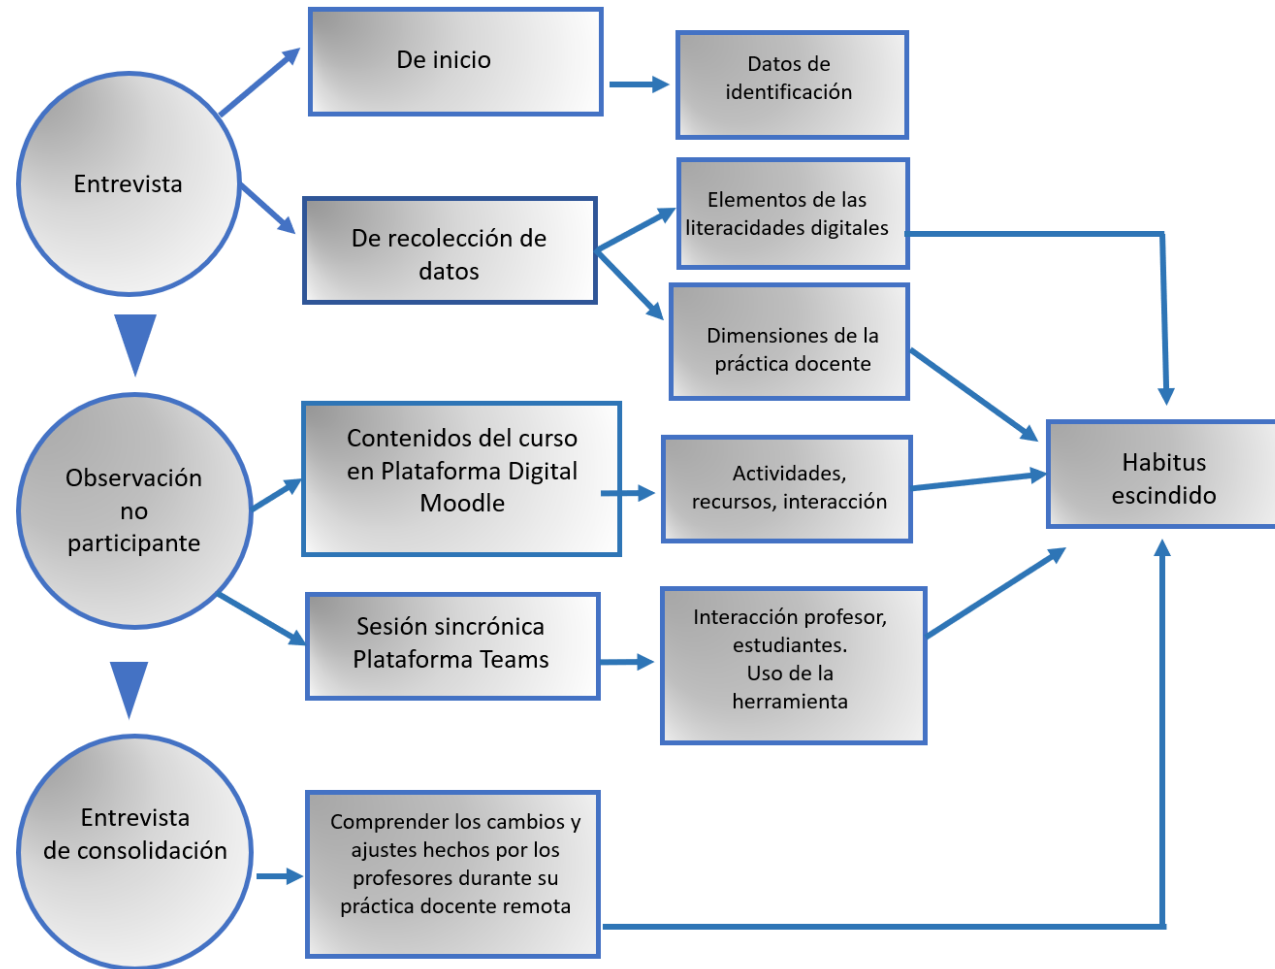 De inicio
Datos de
identificación
Entrevista
Elementos de las
literacidades digitales
De recolección de
datos
Dimensiones de la
práctica docente
Contenidos del curso
en Plataforma Digital
Moodle
Observación
no
participante
Actividades,
recursos, interacción
Habitus
escindido
Sesión sincrónica
Plataforma Teams
Interacción profesor,
estudiantes.
Uso de la
herramienta
Entrevista
de consolidación
Comprender los cambios y
ajustes hechos por los
profesores durante su
práctica docente remota